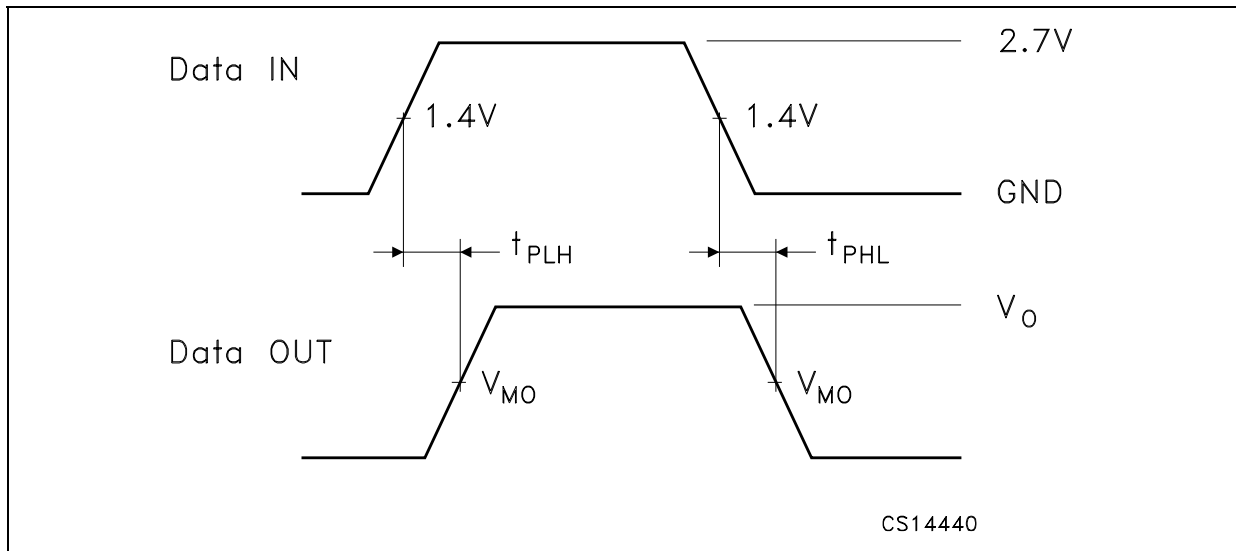 2.7V
Data IN
1.4V 1.4V
GND
tPLH tPHL
VO
Data OUT
VMO VMO
CS14440